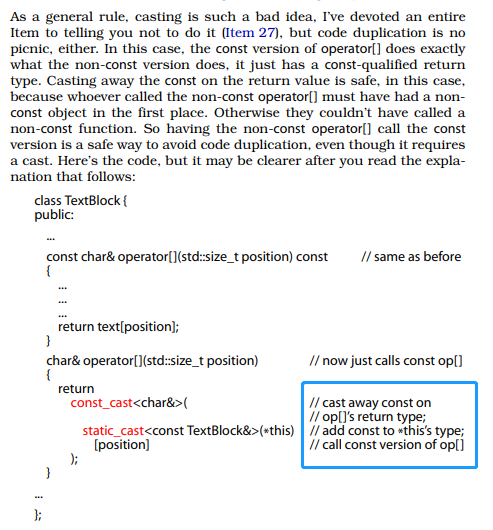 As a general rule, casting is such a bad idea, I've devoted an entire
Item to telling you not to do it (Item 27), but code duplication is no
picnic, either. In this case, the const version of operator[] does exactly
what the non-const version does, it just has a const-qualified return
type. Casting away the const on the return value is safe, in this case,
because whoever called the non-const operator[] must have had a non-
const object in the first place. Otherwise they couldn't have called a
non-const function. So having the non-const operator[] call the const
version is a safe way to avoid code duplication, even though it requires
a cast. Here's the code, but it may be clearer after you read the expla-
nation that follows:
class TextBlock {
public:
...
const char& operator[](std::size_t position) const // same as before
{
...
...
...
return text[position];
}
char& operator[](std::size_t position) // now just calls const op[]
{
return
const_cast<char&>( // cast away const on
// op[]'s return type;
static_cast<const TextBlock&>(*this) // add const to *this's type;
[position] // call const version of op[]
);
}
...
};